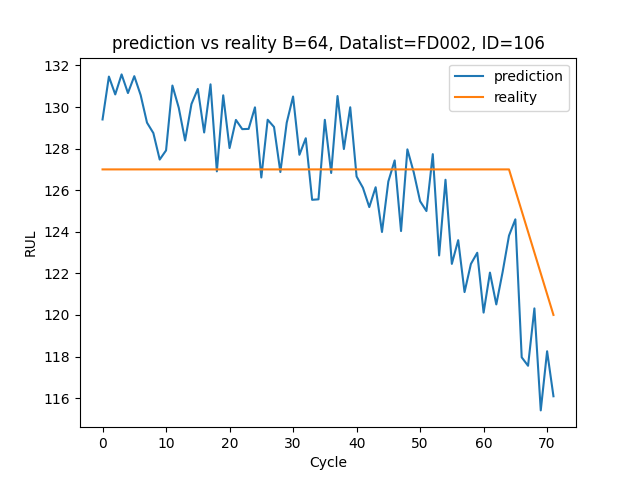 prediction vs reality B=64, Datalist=FD002, ID=106
prediction
reality
132
130
128
126
124
122
120
118
116
RUL
0 10 20 30 40 50 60 70
Cycle